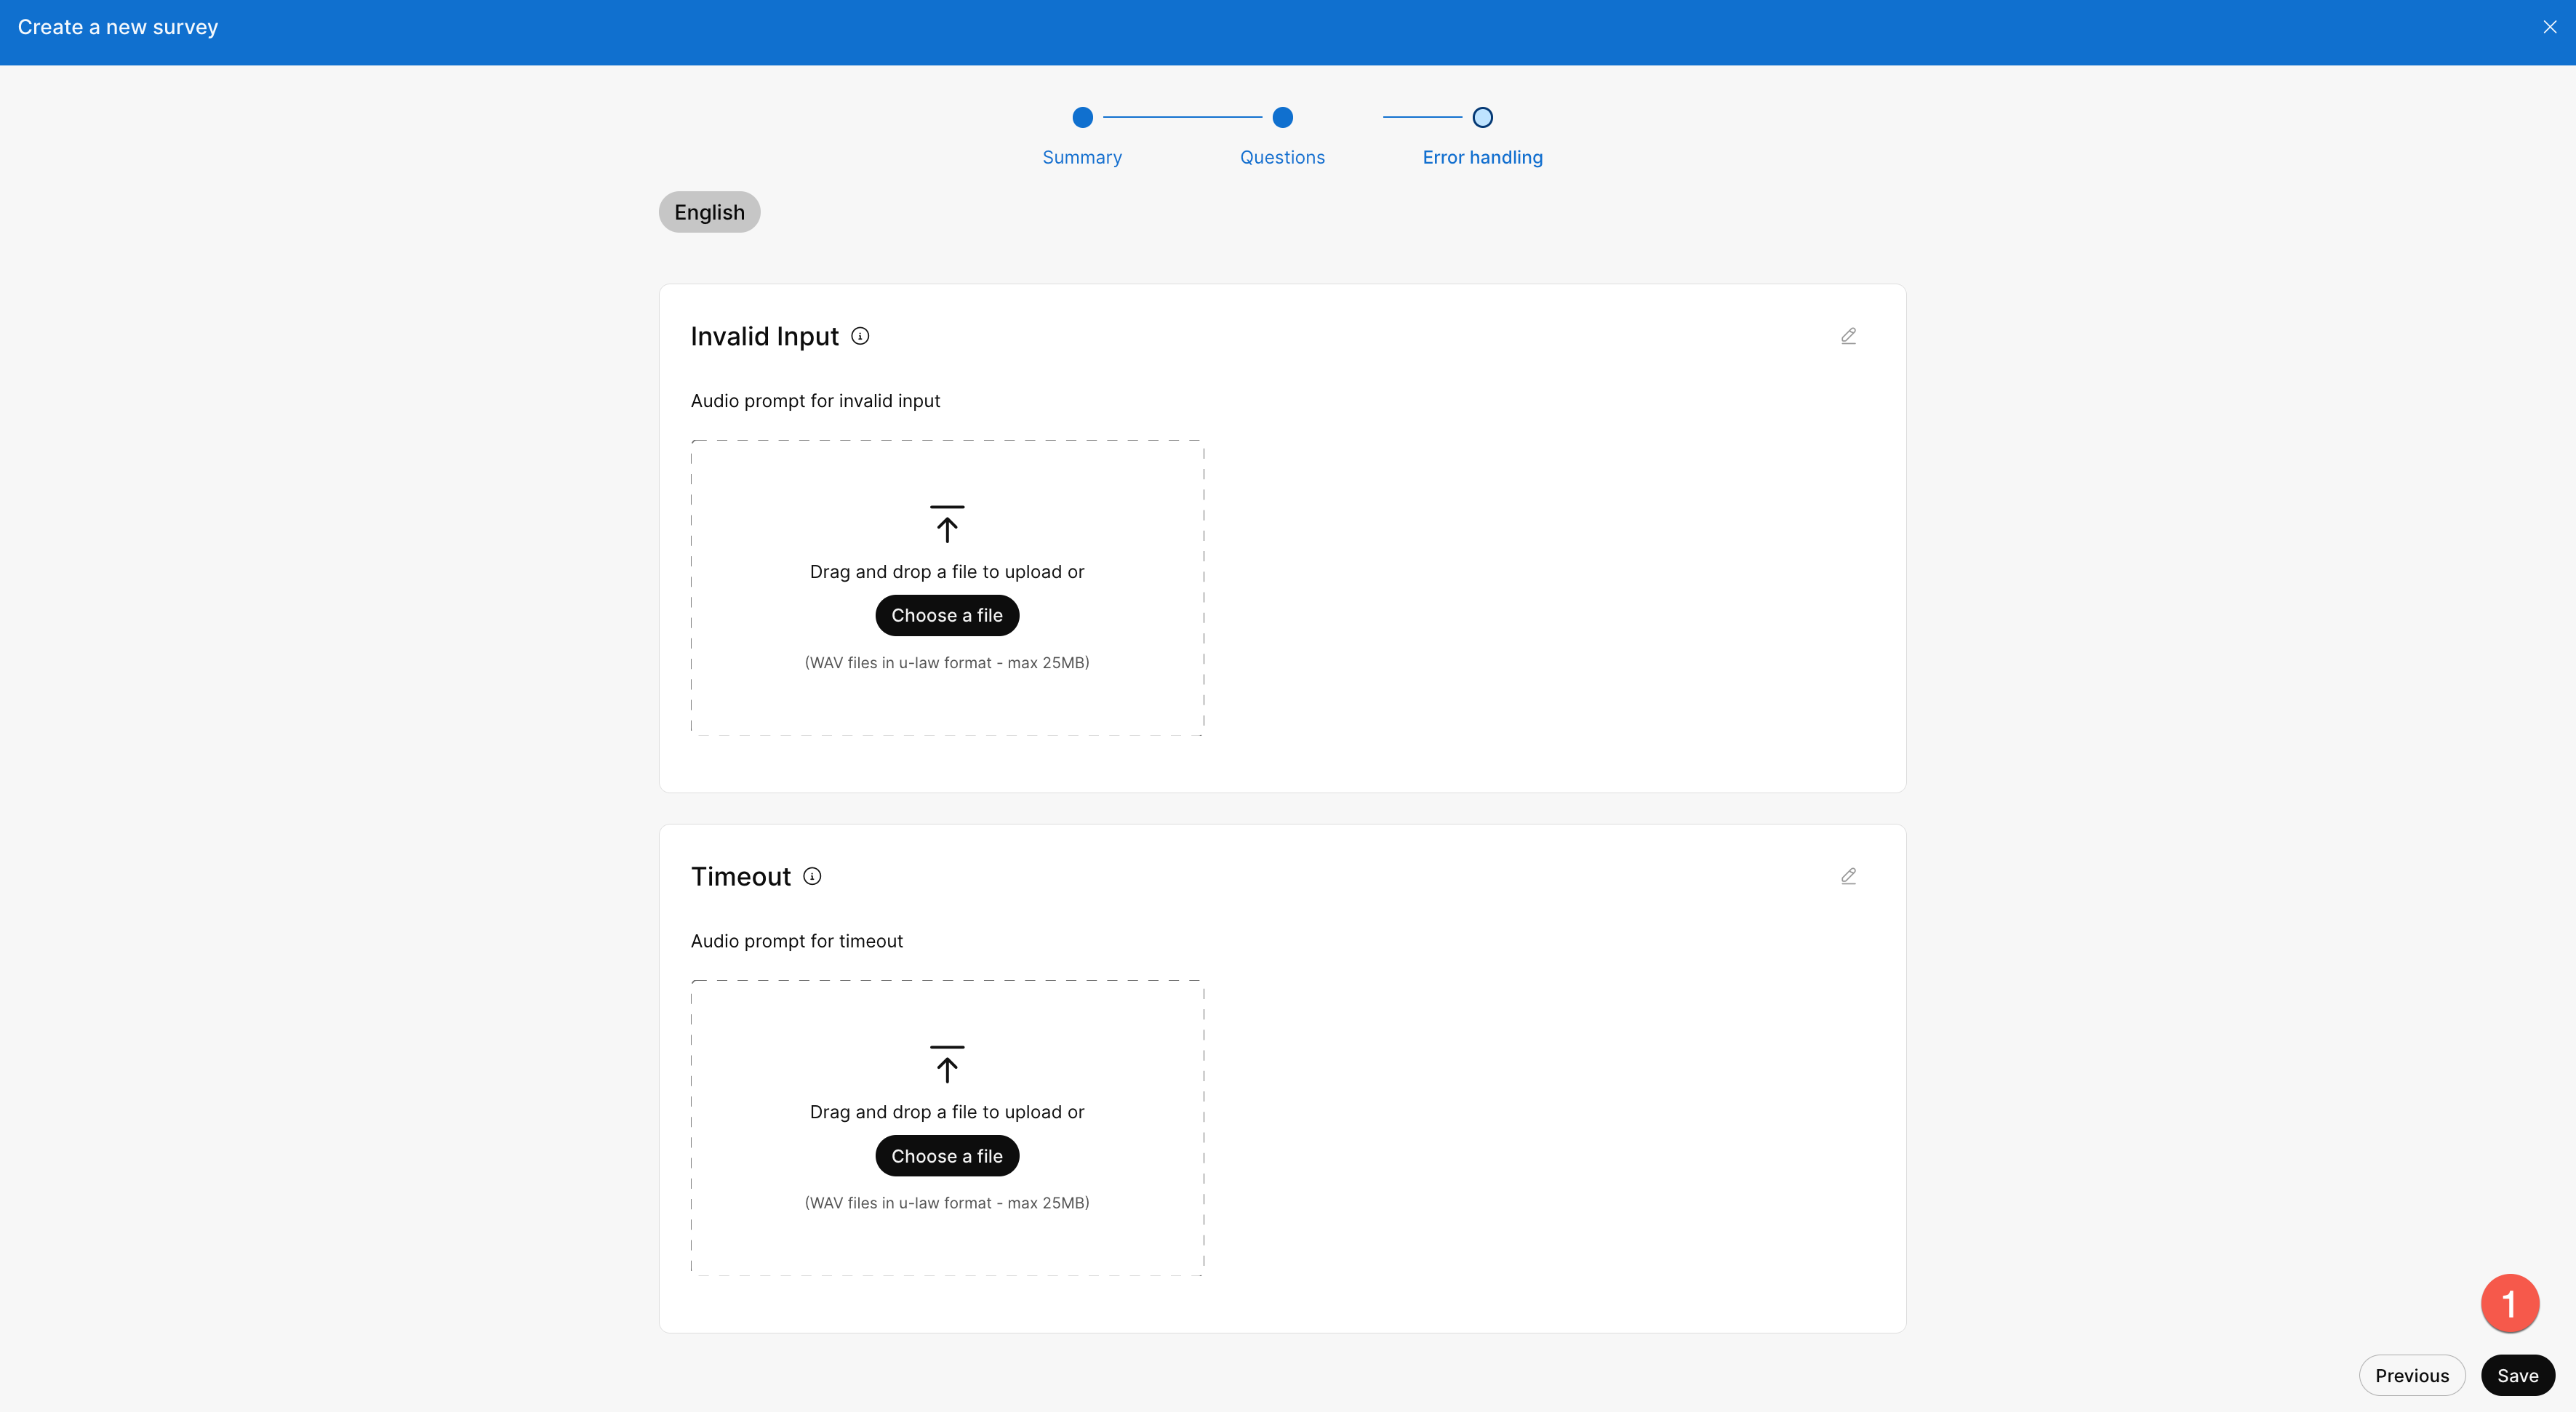 Create a new survey
Summary
Questions
Error handling
English
Invalid Input
Audio prompt for invalid input
Drag and drop a file to upload or
Choose a file
(WAV files in u-law format - max 25MB)
Timeout
Audio prompt for timeout
Drag and drop a file to upload or
Choose a file
(WAV files in u-law format - max 25MB)
1
Previous
Save